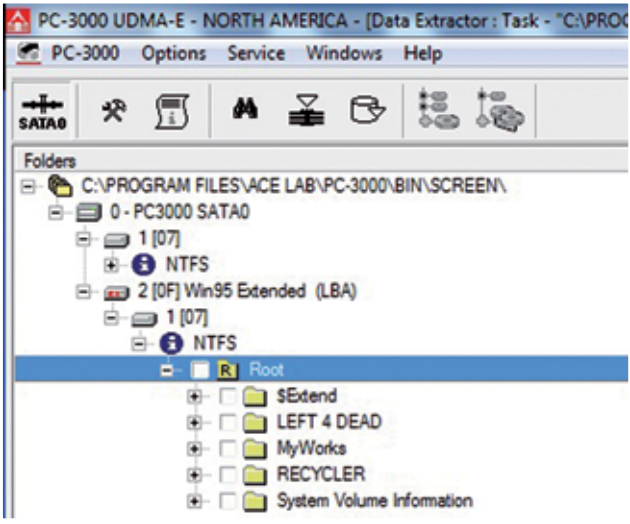 PC-3000 UDMA-E - NORTH AMERICA - [Data Extractor : Task - "C:\PROG
PC-3000 Options Service Windows Help
SATA0
Folders
C:\PROGRAM FILES\ACE LAB\PC-3000\BIN\SCREEN\
0 - PC3000 SATA0
1 [07]
NTFS
2 [0F] Win95 Extended (LBA)
1 [07]
NTFS
R Root
$Extend
LEFT 4 DEAD
MyWorks
RECYCLER
System Volume Information